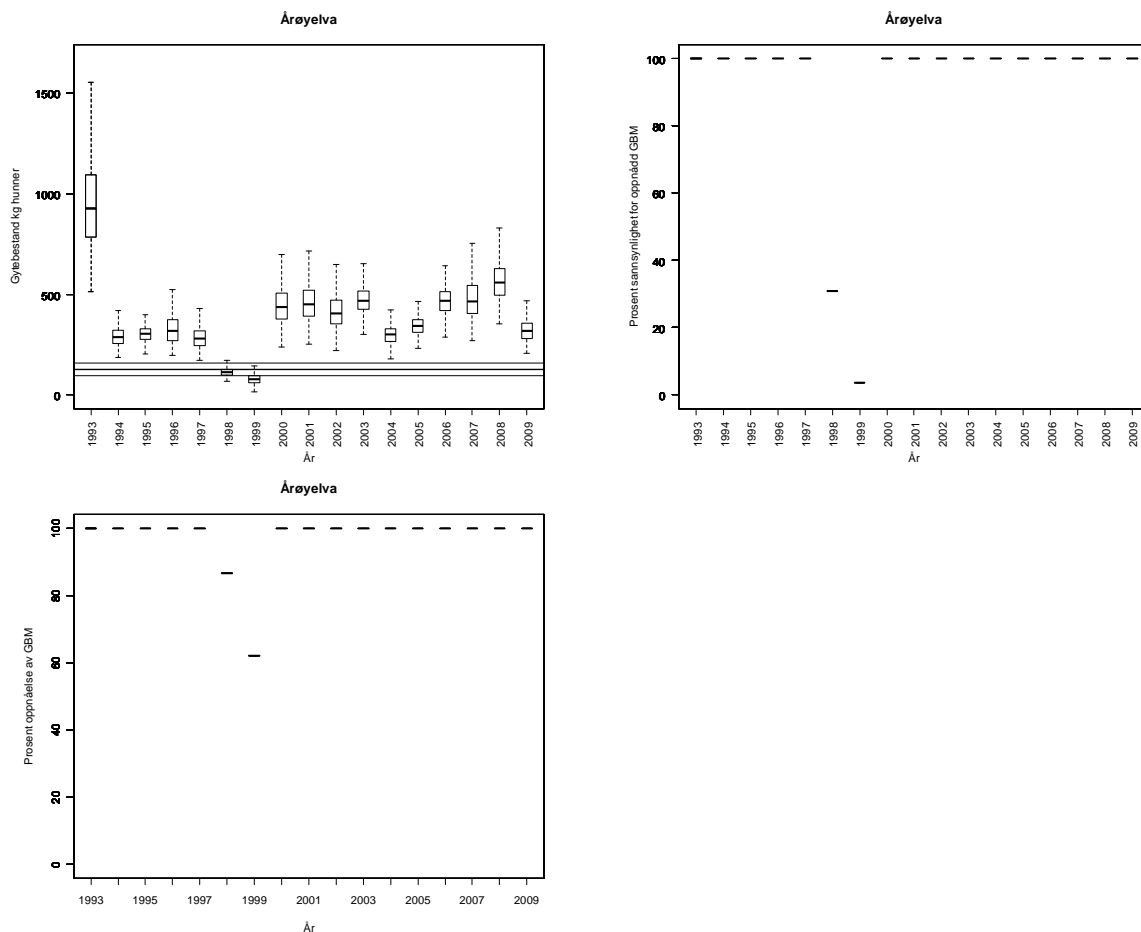 Årøyelva
Gytebestand kg hunner
1500
1000
500
0
1993 1994 1995 1996 1997 1998 1999 2000 2001 2002 2003 2004 2005 2006 2007 2008 2009
År
Årøyelva
Prosent sannsynlighet for oppnådd GBM
100
80
60
40
20
0
1993 1994 1995 1996 1997 1998 1999 2000 2001 2002 2003 2004 2005 2006 2007 2008 2009
År
Årøyelva
Prosent oppnåelse av GBM
100
80
60
40
20
0
1993 1995 1997 1999 2001 2003 2005 2007 2009
År